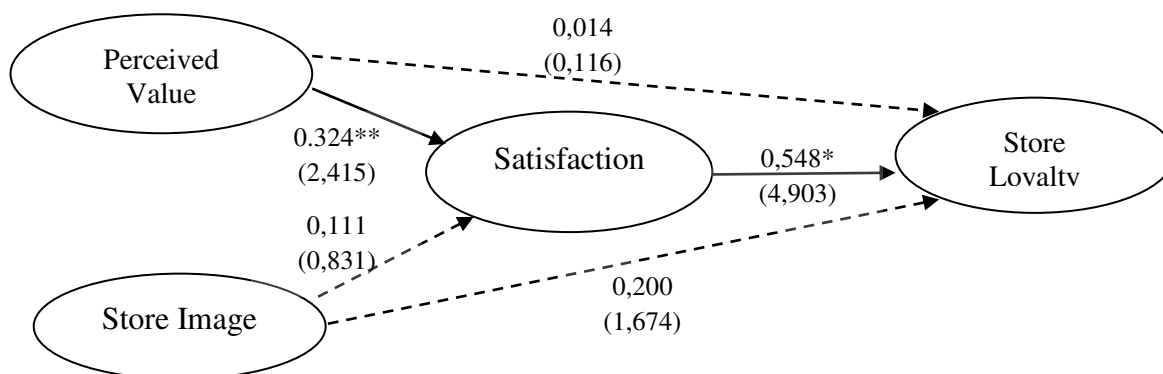 Perceived
Value
0,014
(0,116)
0.324**
(2,415)
Satisfaction
0,548*
(4,903)
Store
Lovaltv
0,111
(0,831)
Store Image
0,200
(1,674)